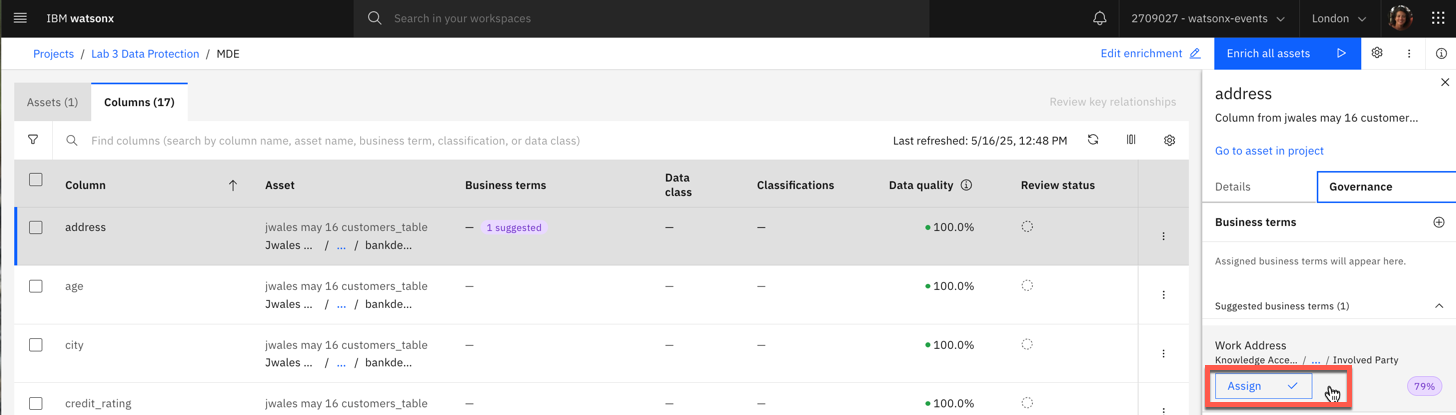 IBM watsonx
Search in your workspaces
2709027 - watsonx-events
London
Projects / Lab 3 Data Protection / MDE
Edit enrichment
Enrich all assets
Assets (1)
Columns (17)
Review key relationships
Find columns (search by column name, asset name, business term, classification, or data class)
Last refreshed: 5/16/25, 12:48 PM
Column
Asset
Business terms
Data
class
Classifications
Data quality
Review status
address
jwales may 16 customers_table
Jwales ... / ... / bankde...
— 1 suggested
—
—
100.0%
age
jwales may 16 customers_table
Jwales ... / ... / bankde...
—
—
—
100.0%
city
jwales may 16 customers_table
Jwales ... / ... / bankde...
—
—
—
100.0%
credit_rating
jwales may 16 customers_table
—
—
—
100.0%
address
Column from jwales may 16 customer...
Go to asset in project
Details
Governance
Business terms
Assigned business terms will appear here.
Suggested business terms (1)
Work Address
Knowledge Acce... / ... / Involved Party
Assign
79%